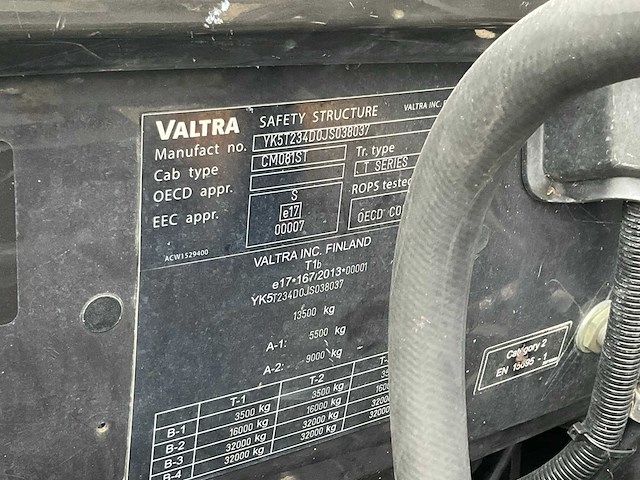 VALTRA SAFETY STRUCTURE VALTRA INC.
Manufact no. YK5T234D0JS038037
Cab type CM081ST Tr. type
OECD appr. T SERIES
EEC appr. S ROPS tested
e17 OECD CO
00007
ACW1529400
VALTRA INC. FINLAND
T1b
e17*167/2013*00001
YK5T234D0JS038037
13500 kg
A-1: 5500 kg
A-2: 9000 kg
T-1 T-2
B-1 3500 kg 3500 kg
B-2 16000 kg 16000 kg 16000
B-3 32000 kg 32000 kg 32000
B-4 32000 kg 32000 kg 32000
Category 2
EN 15695 - 1